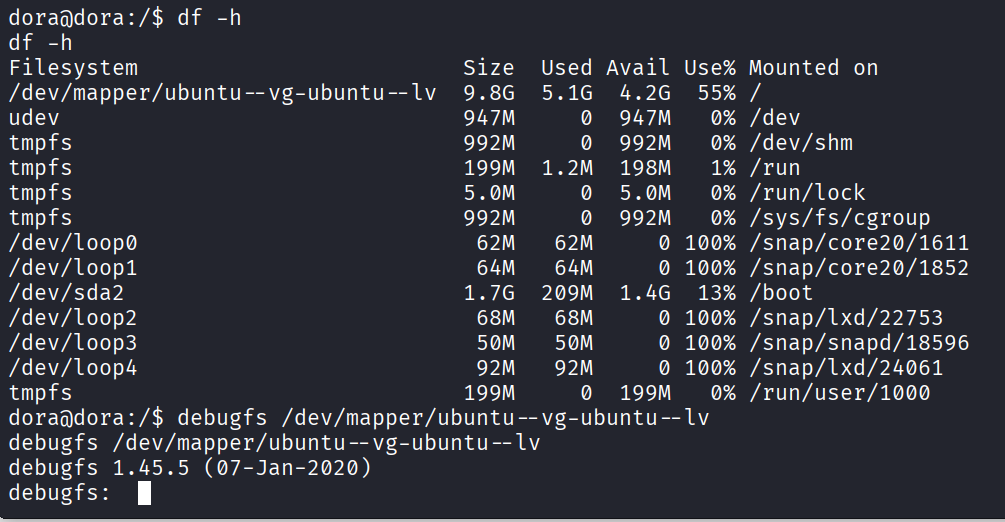 dora@dora:/$ df -h
df -h
Filesystem                         Size  Used Avail Use% Mounted on
/dev/mapper/ubuntu--vg-ubuntu--lv  9.8G  5.1G  4.2G  55% /
udev                               947M     0  947M   0% /dev
tmpfs                              992M     0  992M   0% /dev/shm
tmpfs                              199M  1.2M  198M   1% /run
tmpfs                              5.0M     0  5.0M   0% /run/lock
tmpfs                              992M     0  992M   0% /sys/fs/cgroup
/dev/loop0                          62M   62M     0 100% /snap/core20/1611
/dev/loop1                          64M   64M     0 100% /snap/core20/1852
/dev/sda2                          1.7G  209M  1.4G  13% /boot
/dev/loop2                          68M   68M     0 100% /snap/lxd/22753
/dev/loop3                          50M   50M     0 100% /snap/snapd/18596
/dev/loop4                          92M   92M     0 100% /snap/lxd/24061
tmpfs                              199M     0  199M   0% /run/user/1000
dora@dora:/$ debugfs /dev/mapper/ubuntu--vg-ubuntu--lv
debugfs /dev/mapper/ubuntu--vg-ubuntu--lv
debugfs 1.45.5 (07-Jan-2020)
debugfs: